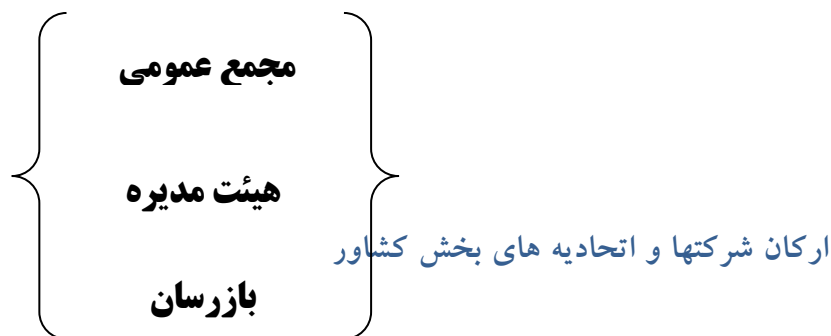 مجمع عمومی
هیئت مدیره
ارکان شرکتها و اتحادیه های بخش کشاور
بازرسان